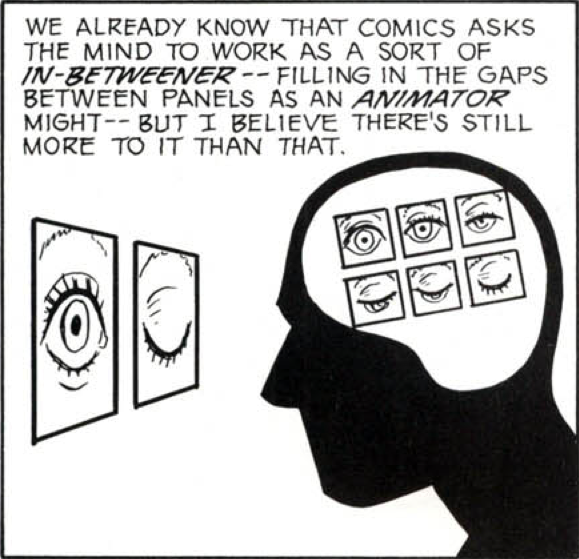 WE ALREADY KNOW THAT COMICS ASKS
THE MIND TO WORK AS A SORT OF
IN-BETWEENER -- FILLING IN THE GAPS
BETWEEN PANELS AS AN ANIMATOR
MIGHT-- BUT I BELIEVE THERE'S STILL
MORE TO IT THAN THAT.